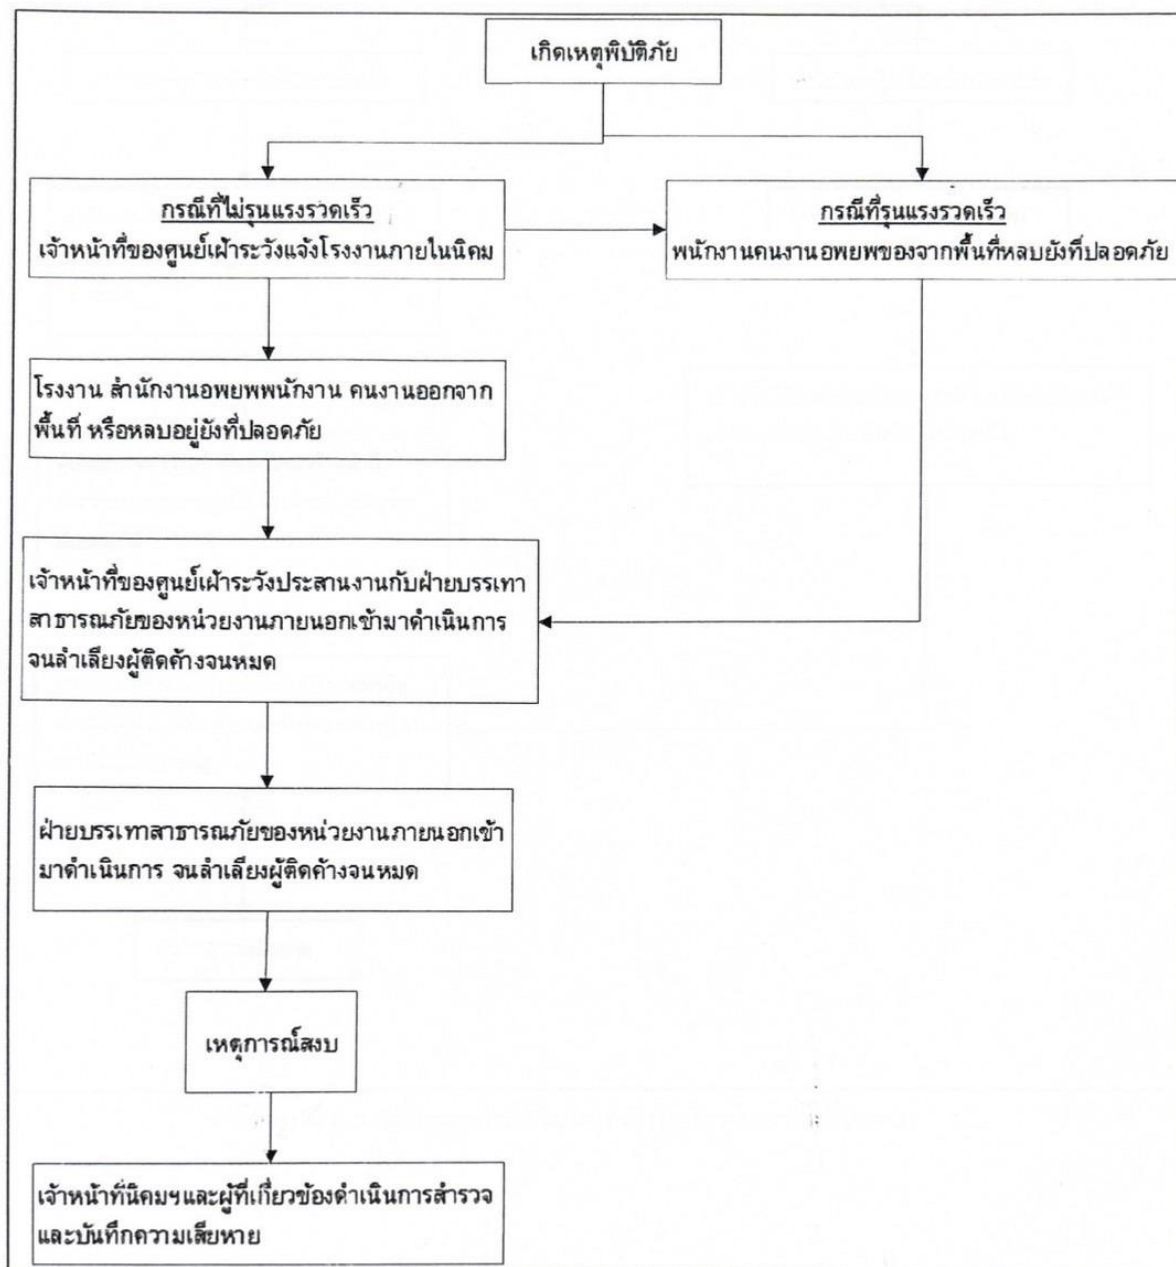 เกิดเหตุพิบัติภัย
กรณีที่ไม่รุนแรงรวดเร็ว
เจ้าหน้าที่ของศูนย์เฝ้าระวังแจ้งโรงงานภายในนิคม
กรณีที่รุนแรงรวดเร็ว
พนักงานคนงานอพยพของจากพื้นที่หลบยังที่ปลอดภัย
โรงงาน สำนักงานอพยพพนักงาน คนงานออกจาก
พื้นที่ หรือหลบอยู่ยังที่ปลอดภัย
เจ้าหน้าที่ของศูนย์เฝ้าระวังประสานงานกับฝ่ายบรรเทา
สาธารณภัยของหน่วยงานภายนอกเข้ามาดำเนินการ
จนลำเลียงผู้ติดค้างจนหมด
ฝ่ายบรรเทาสาธารณภัยของหน่วยงานภายนอกเข้า
มาดำเนินการ จนลำเลียงผู้ติดค้างจนหมด
เหตุการณ์สงบ
เจ้าหน้าที่นิคมฯและผู้ที่เกี่ยวข้องดำเนินการสำรวจ
และบันทึกความเสียหาย